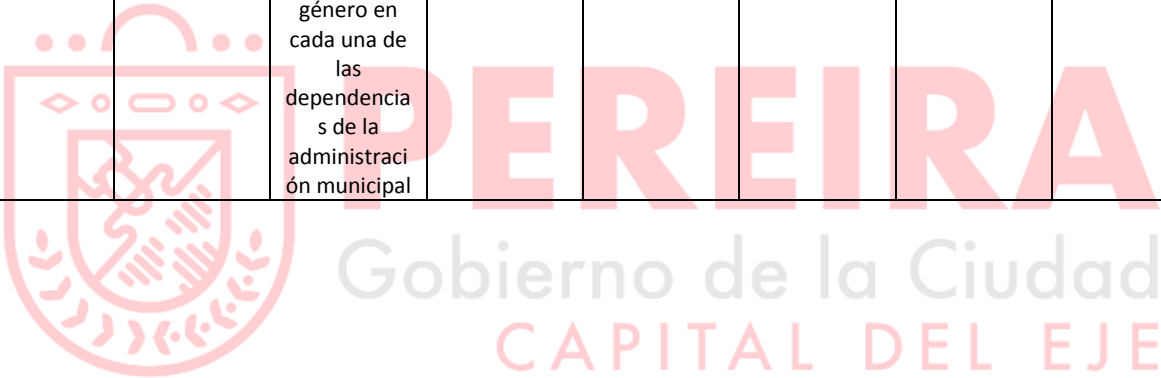 género en
cada una de
las
dependencia
s de la
administraci
ón municipal
PEREIRA
Gobierno de la Ciudad
CAPITAL DEL EJE